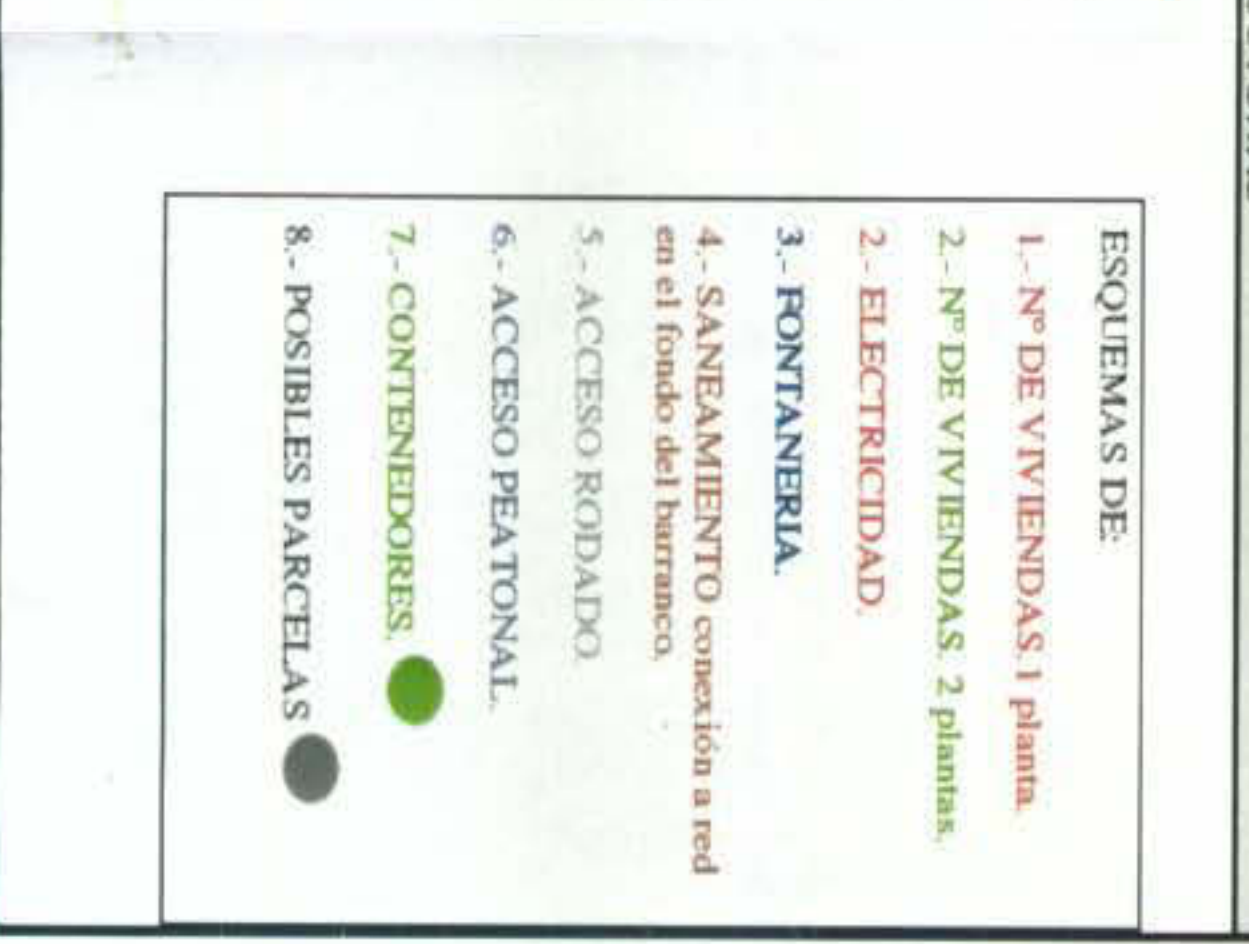 ESQUEMAS DE:
1.- Nº DE VIVIENDAS. 1 planta.
2.- Nº DE VIVIENDAS. 2 plantas.
2.- ELECTRICIDAD.
3.- FONTANERIA.
4.- SANEAMIENTO conexión a red
en el fondo del barranco.
5.- ACCESO RODADO.
6.- ACCESO PEATONAL.
7.- CONTENEDORES.
8.- POSIBLES PARCELAS